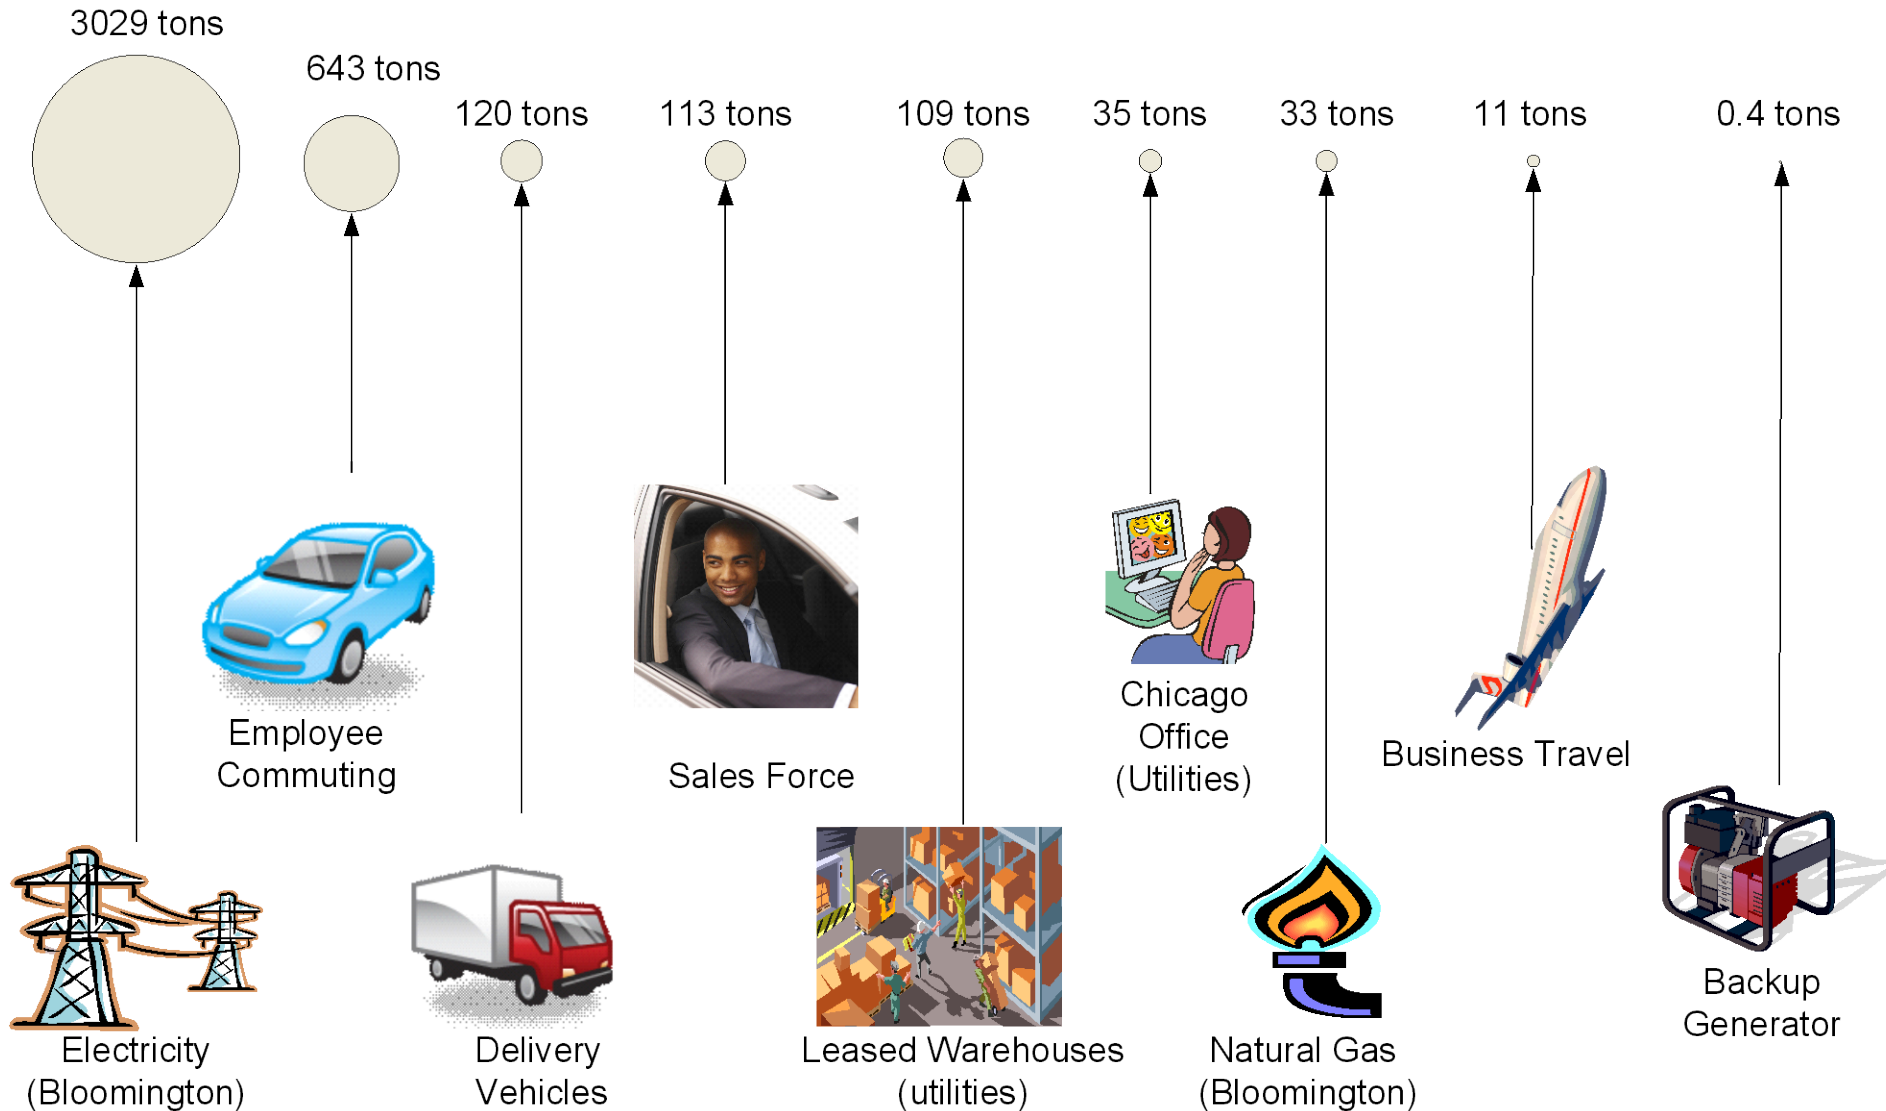 3029 tons
643 tons
120 tons
113 tons
109 tons
35 tons
33 tons
11 tons
0.4 tons
Employee
Commuting
Sales Force
Chicago
Office
(Utilities)
Business Travel
Electricity
(Bloomington)
Delivery
Vehicles
Leased Warehouses
(utilities)
Natural Gas
(Bloomington)
Backup
Generator